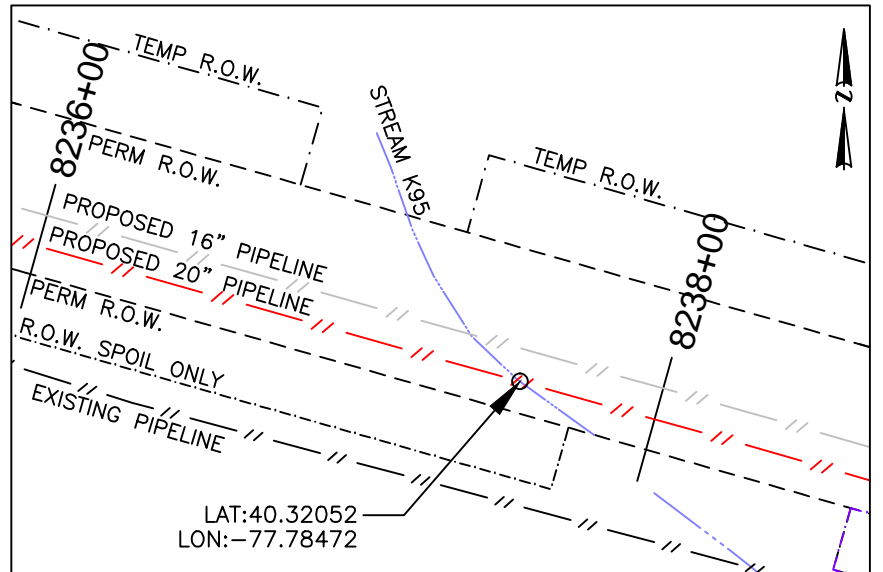 TEMP R.O.W.
8236+00
PERM R.O.W.
STREAM K95
TEMP R.O.W.
N
PROPOSED 16" PIPELINE
PROPOSED 20" PIPELINE
8238+00
PERM R.O.W.
R.O.W. SPOIL ONLY
EXISTING PIPELINE
LAT:40.32052
LON:-77.78472